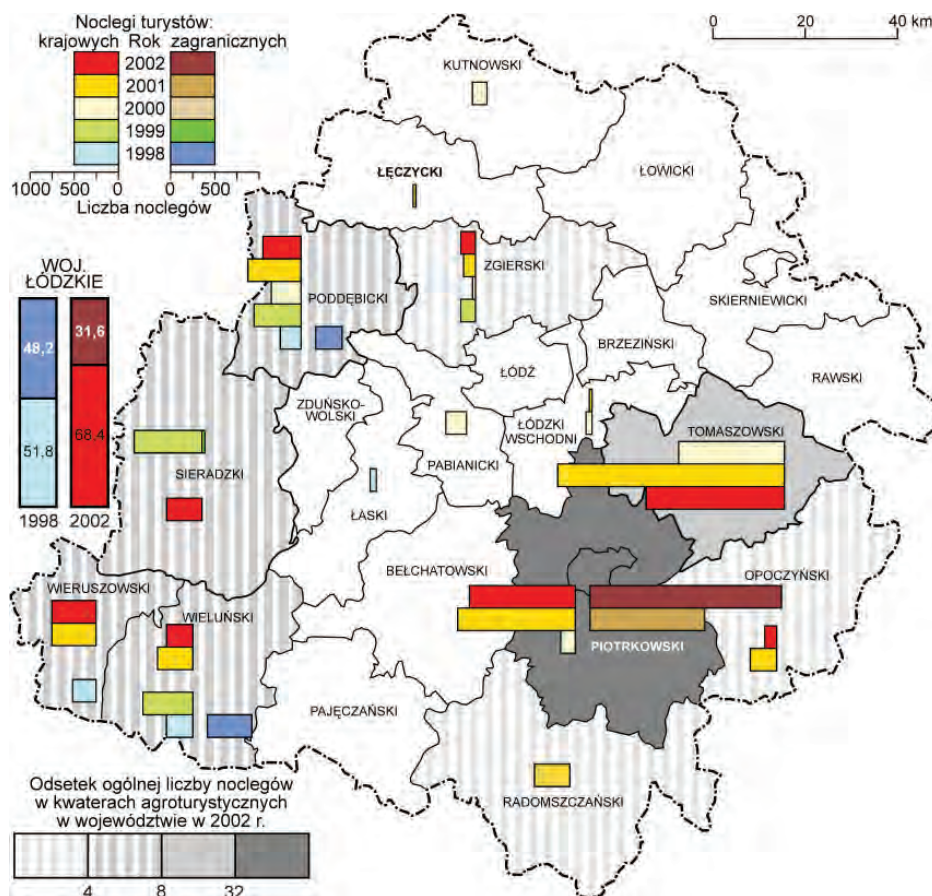 Noclegi turystów:
krajowych Rok zagranicznych
2002
2001
2000
1999
1998
1000 500 0 0 500
Liczba noclegów
0 20 40 km
KUTNOWSKI
ŁĘCZYCKI
ŁOWICKI
ZGIERSKI
PODDĘBICKI
SKIERNIEWICKI
BRZEZIŃSKI
RAWSKI
ŁÓDŹ
ZDUŃSKO-
WOLSKI
ŁÓDZKI
WSCHODNI
TOMASZOWSKI
PABIANICKI
SIERADZKI
ŁASKI
WOJ.
ŁÓDZKIE
48,2
31,6
51,8
68,4
1998 2002
BEŁCHATOWSKI
OPOCZYŃSKI
WIERUSZOWSKI
WIELUŃSKI
PIOTRKOWSKI
PAJĘCZAŃSKI
RADOMSZCZAŃSKI
Odsetek ogólnej liczby noclegów
w kwaterach agroturystycznych
w województwie w 2002 r.
4 8 32